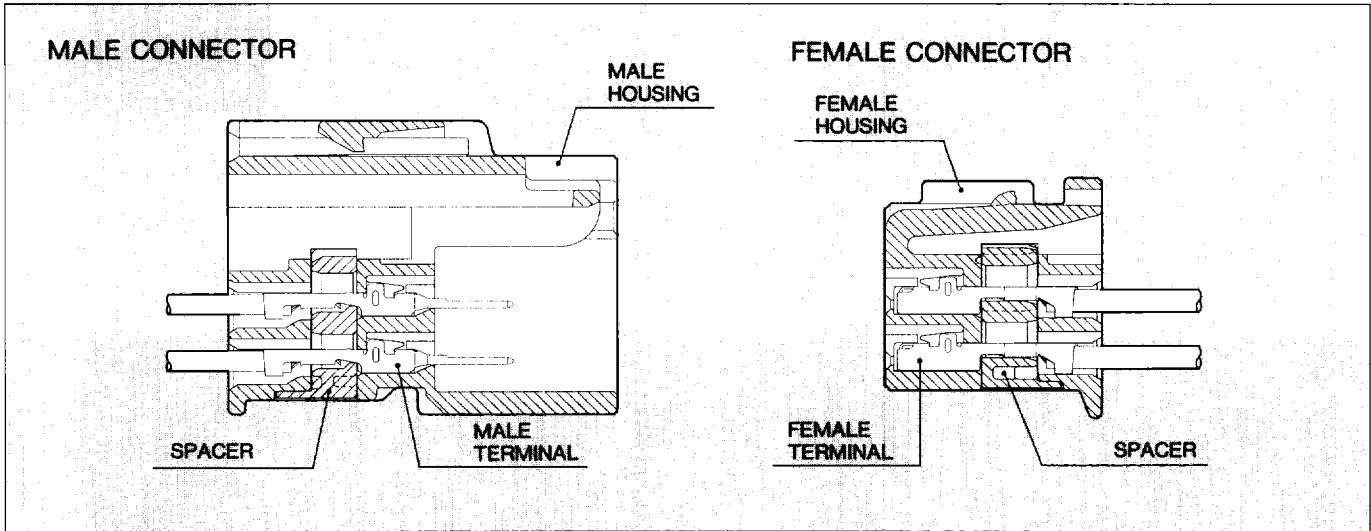 MALE CONNECTOR
MALE
HOUSING
SPACER
MALE
TERMINAL
FEMALE CONNECTOR
FEMALE
HOUSING
FEMALE
TERMINAL
SPACER